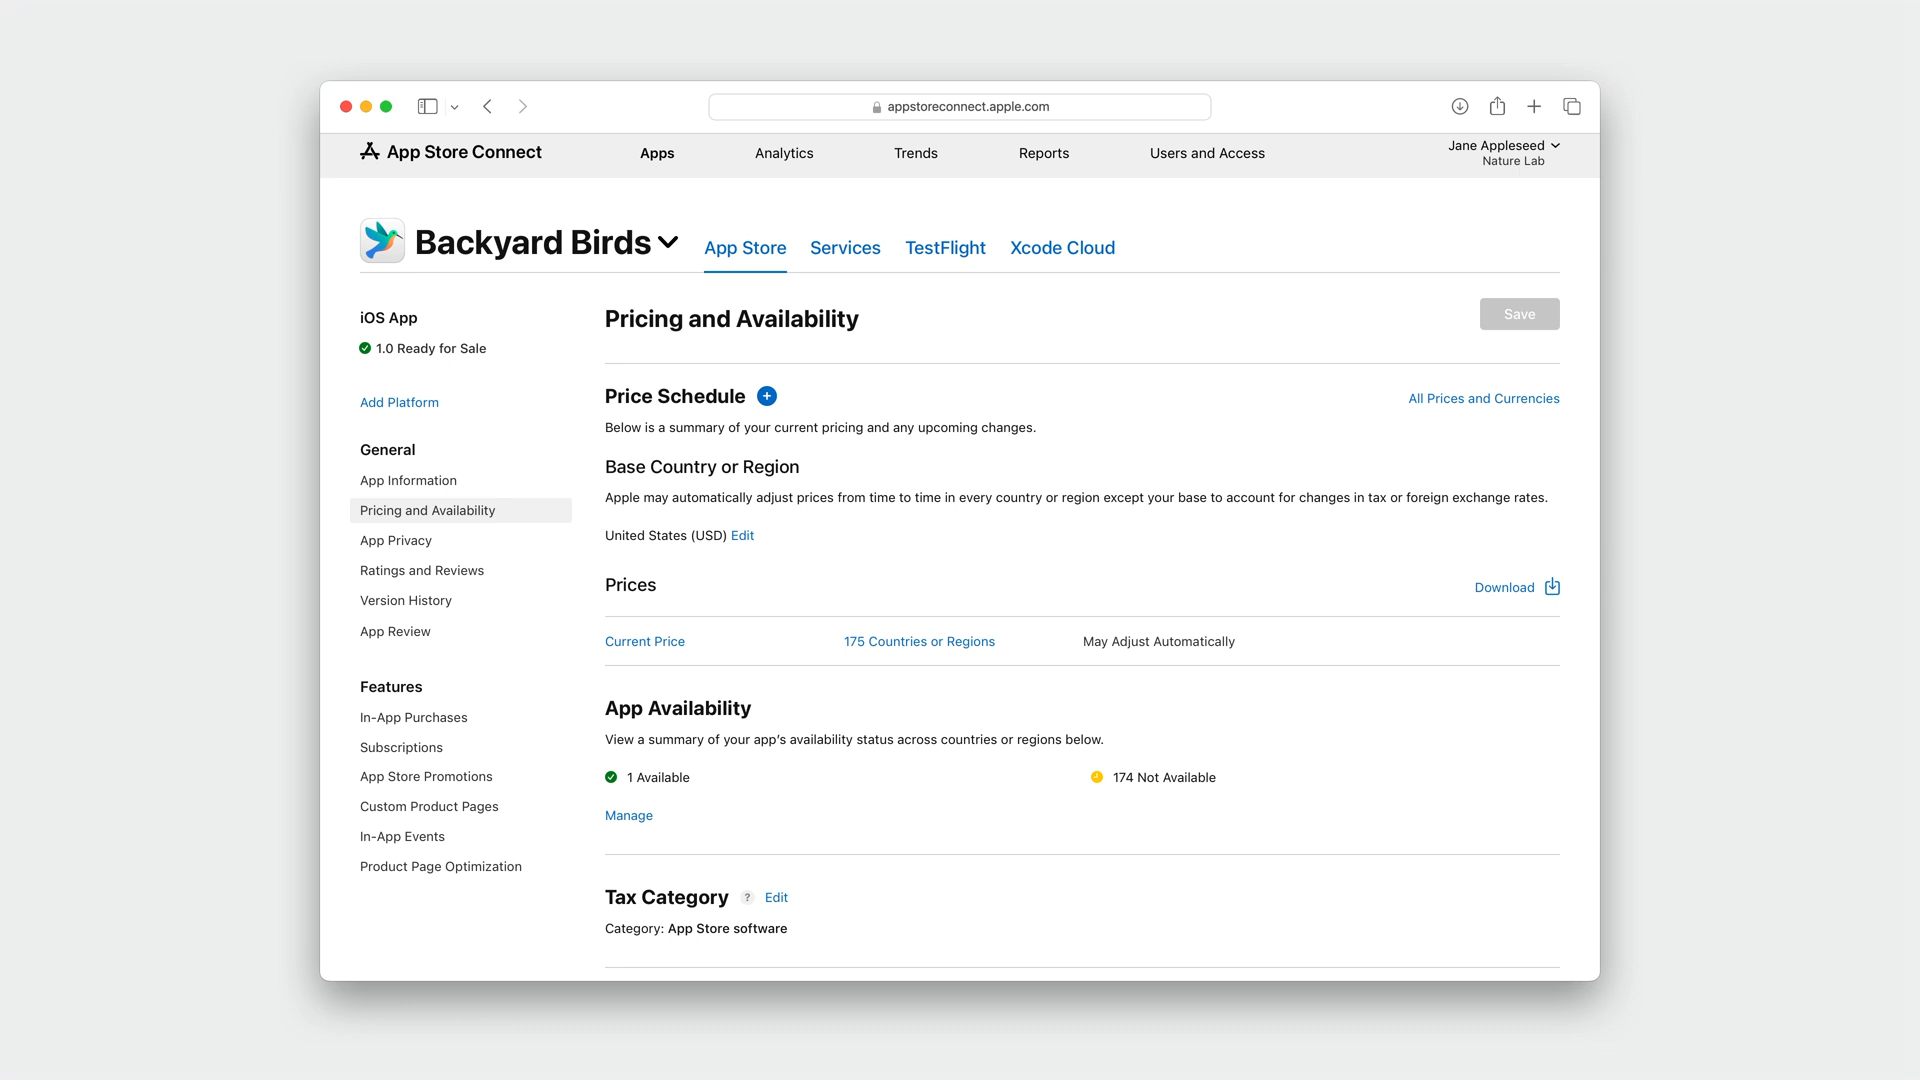 appstoreconnect.apple.com
App Store Connect
Apps
Analytics
Trends
Reports
Users and Access
Jane Appleseed
Nature Lab
Backyard Birds
App Store
Services
TestFlight
Xcode Cloud
iOS App
1.0 Ready for Sale
Add Platform
General
App Information
Pricing and Availability
App Privacy
Ratings and Reviews
Version History
App Review
Features
In-App Purchases
Subscriptions
App Store Promotions
Custom Product Pages
In-App Events
Product Page Optimization
Pricing and Availability
Save
Price Schedule
All Prices and Currencies
Below is a summary of your current pricing and any upcoming changes.
Base Country or Region
Apple may automatically adjust prices from time to time in every country or region except your base to account for changes in tax or foreign exchange rates.
United States (USD) Edit
Prices
Download
Current Price
175 Countries or Regions
May Adjust Automatically
App Availability
View a summary of your app’s availability status across countries or regions below.
1 Available
174 Not Available
Manage
Tax Category ? Edit
Category: App Store software